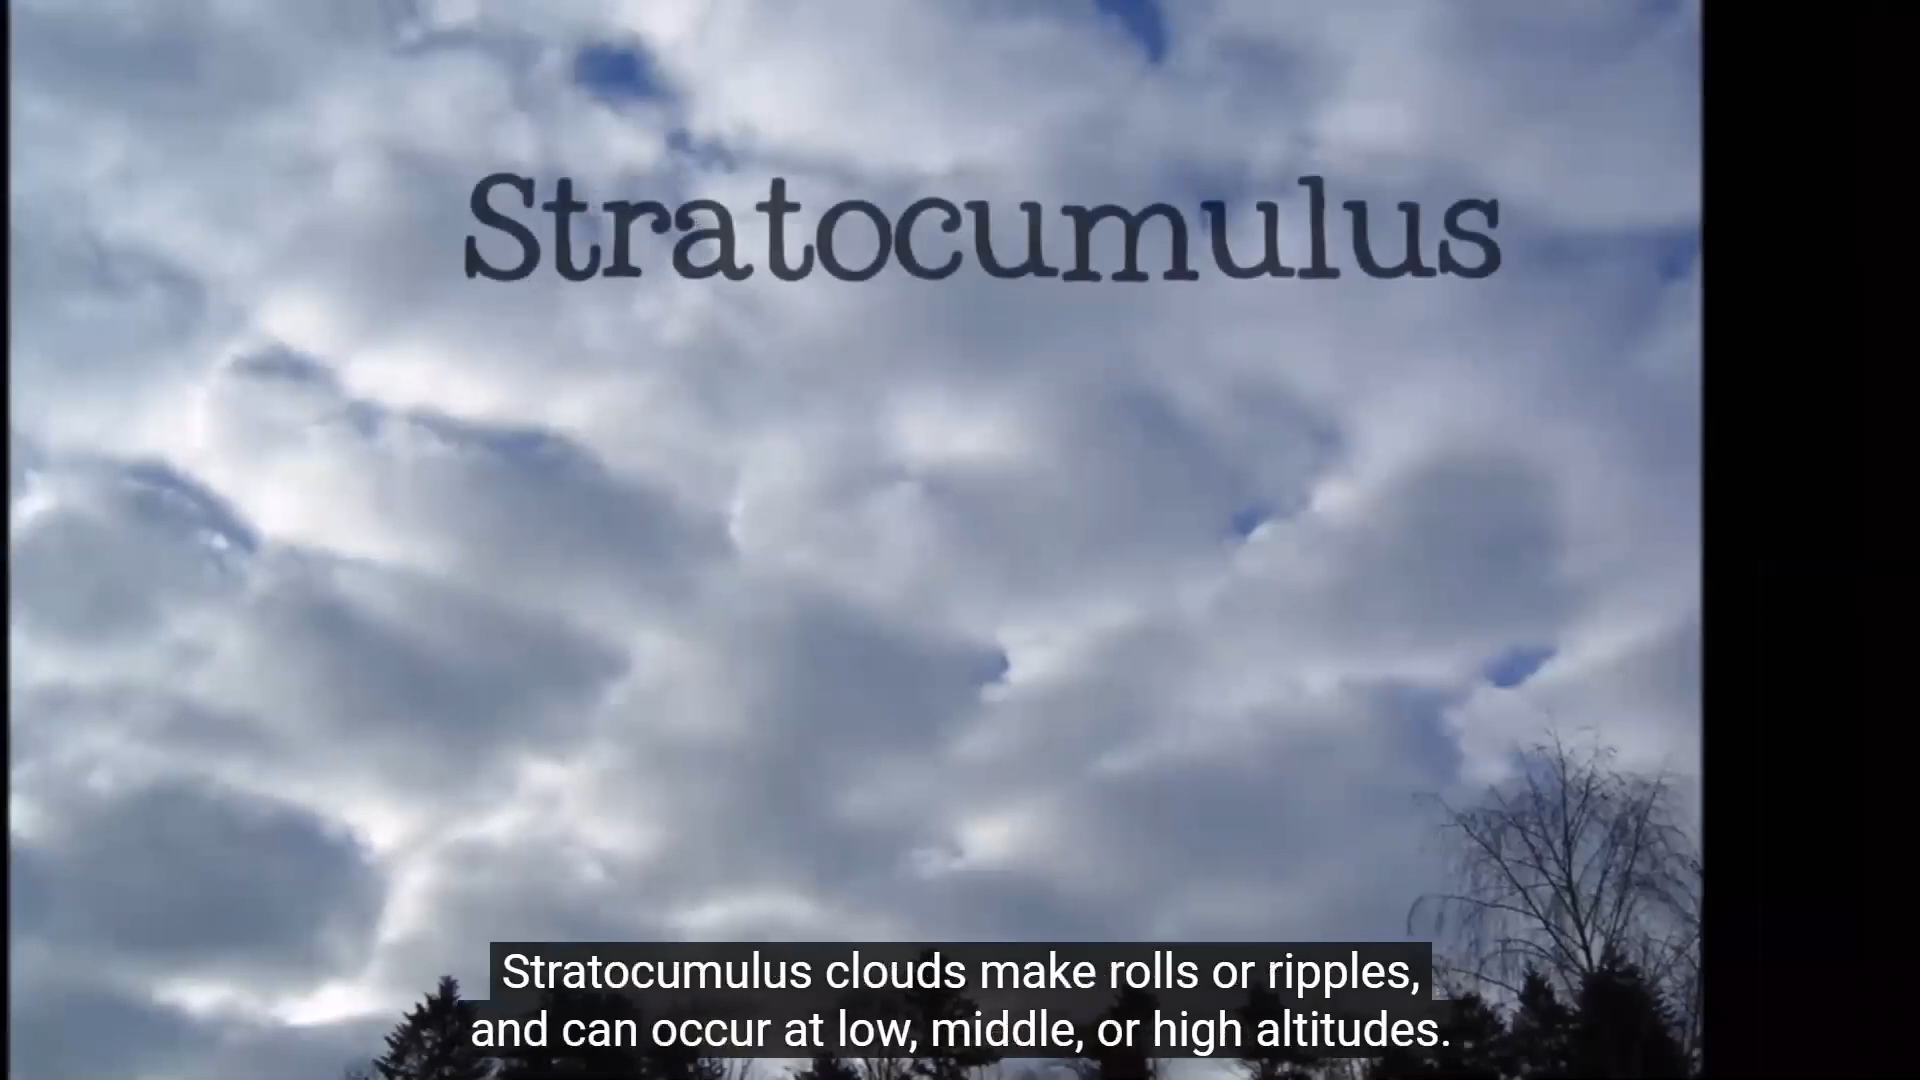 Stratocumulus
Stratocumulus clouds make rolls or ripples,
and can occur at low, middle, or high altitudes.